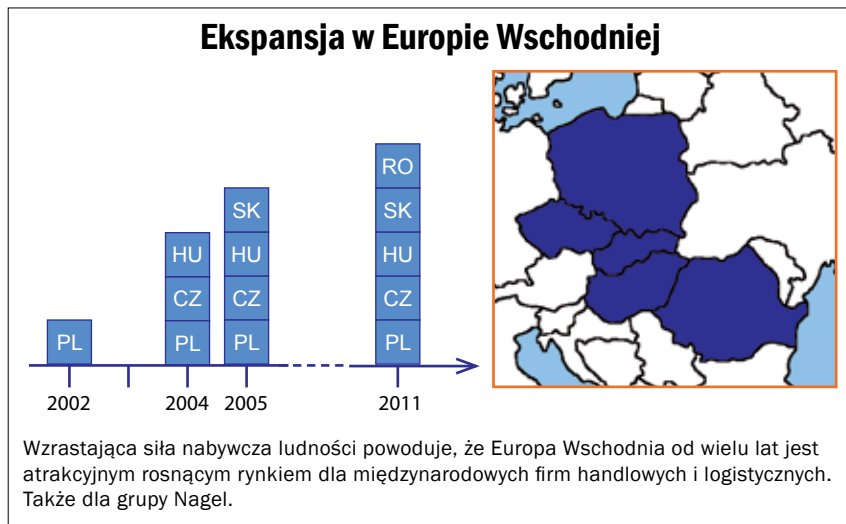 Ekspansja w Europie Wschodniej
RO
SK SK
HU HU HU
CZ CZ CZ
PL PL PL PL
2002 2004 2005 2011
Wzrastająca siła nabywcza ludności powoduje, że Europa Wschodnia od wielu lat jest
atrakcyjnym rosnącym rynkiem dla międzynarodowych firm handlowych i logistycznych.
Także dla grupy Nagel.